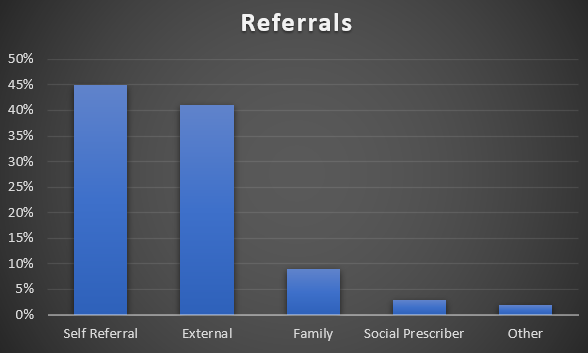 Referrals
50%
45%
40%
35%
30%
25%
20%
15%
10%
5%
0%
Self Referral
External
Family
Social Prescriber
Other